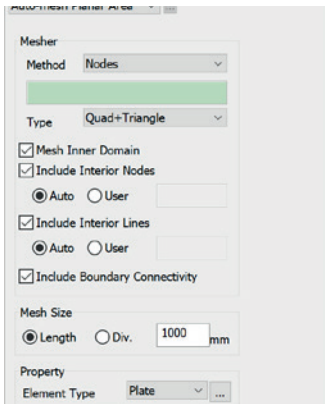 Auto-mesh Planar Area
Mesher
Method Nodes
Type Quad+Triangle
Mesh Inner Domain
Include Interior Nodes
Auto User
Include Interior Lines
Auto User
Include Boundary Connectivity
Mesh Size
Length Div. 1000 mm
Property
Element Type Plate ...